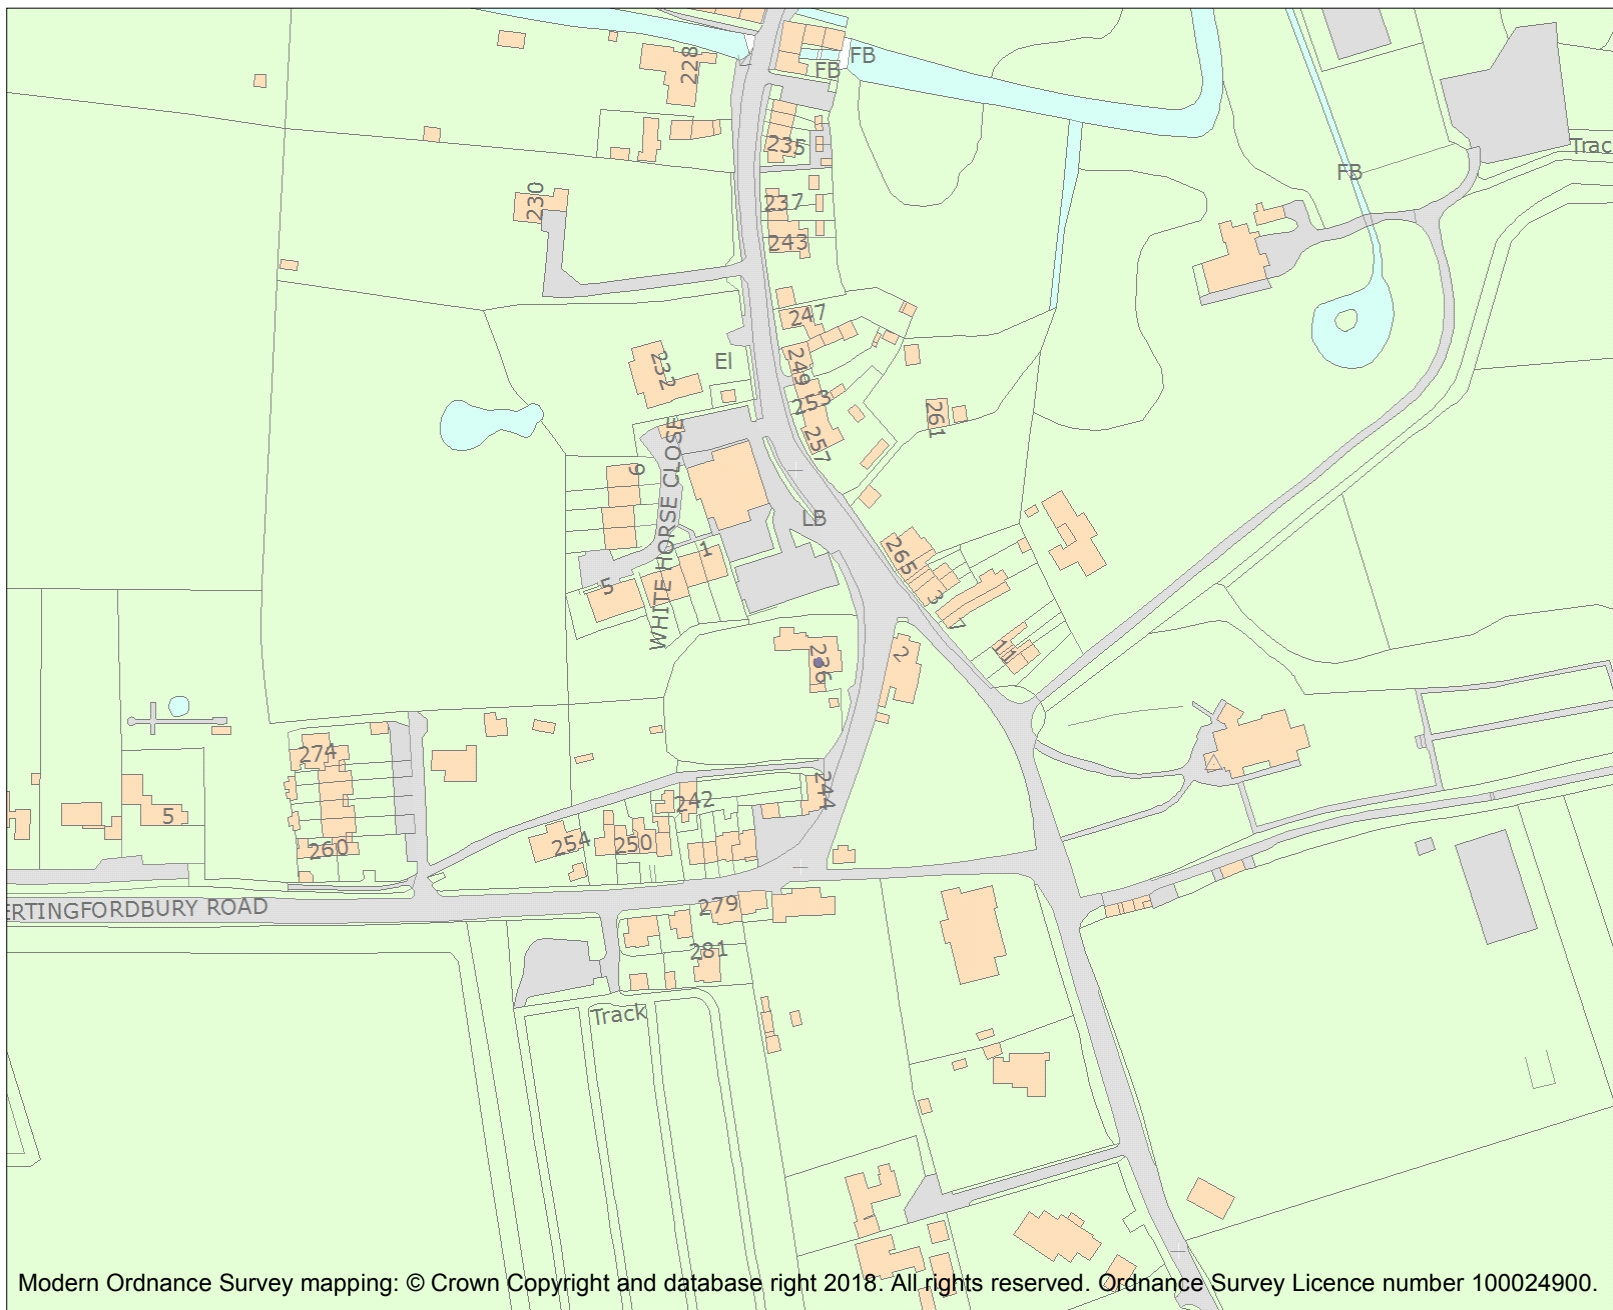 228
FB
FB
235
Trac
FB
230
237
243
247
El
232
249
253
261
257
WHITE HORSE CLOSE
9
LB
1
265
5
3
7
11
236
2
274
244
242
5
254
250
260
ERTINGFORDBURY ROAD
279
281
Track
Modern Ordnance Survey mapping: © Crown Copyright and database right 2018. All rights reserved. Ordnance Survey Licence number 100024900.